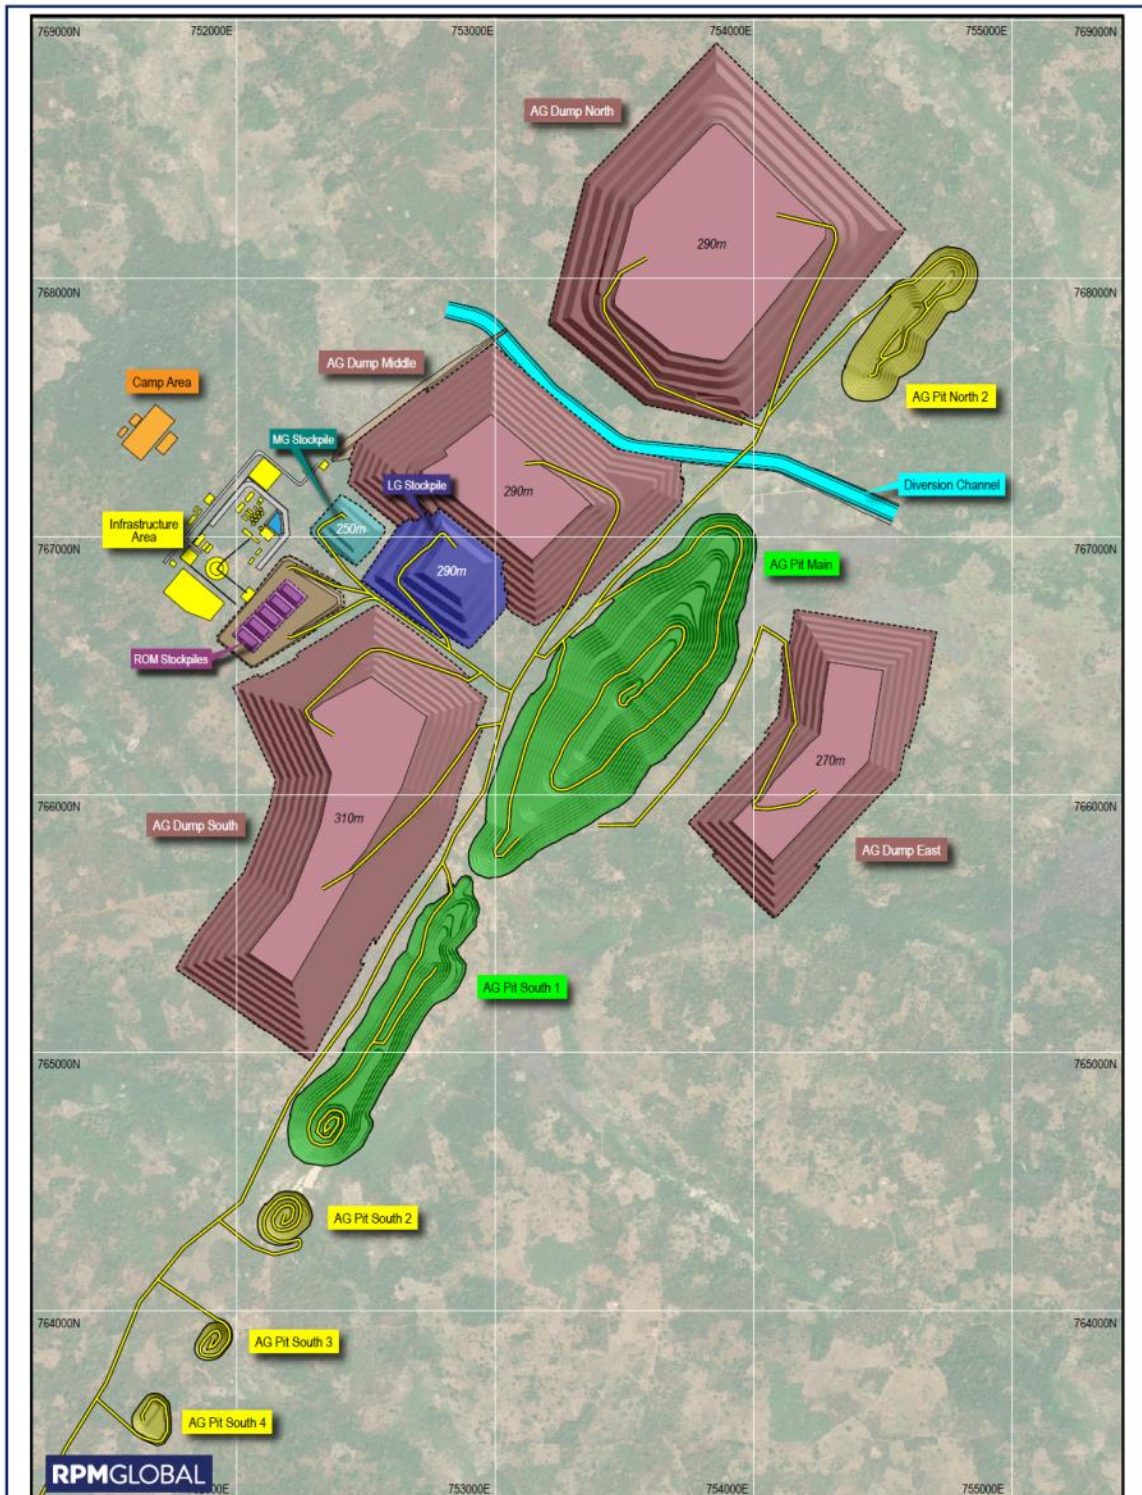 769000N
752000E
753000E
754000E
755000E
769000N
AG Dump North
290m
768000N
768000N
AG Dump Middle
Camp Area
AG Pit North 2
MG Stockpile
LG Stockpile
290m
Diversion Channel
Infrastructure
Area
250m
767000N
767000N
290m
AG Pit Main
ROM Stockpiles
270m
766000N
766000N
AG Dump South
310m
AG Dump East
AG Pit South 1
765000N
765000N
AG Pit South 2
764000N
764000N
AG Pit South 3
AG Pit South 4
RPMGLOBAL
753000E
754000E
755000E